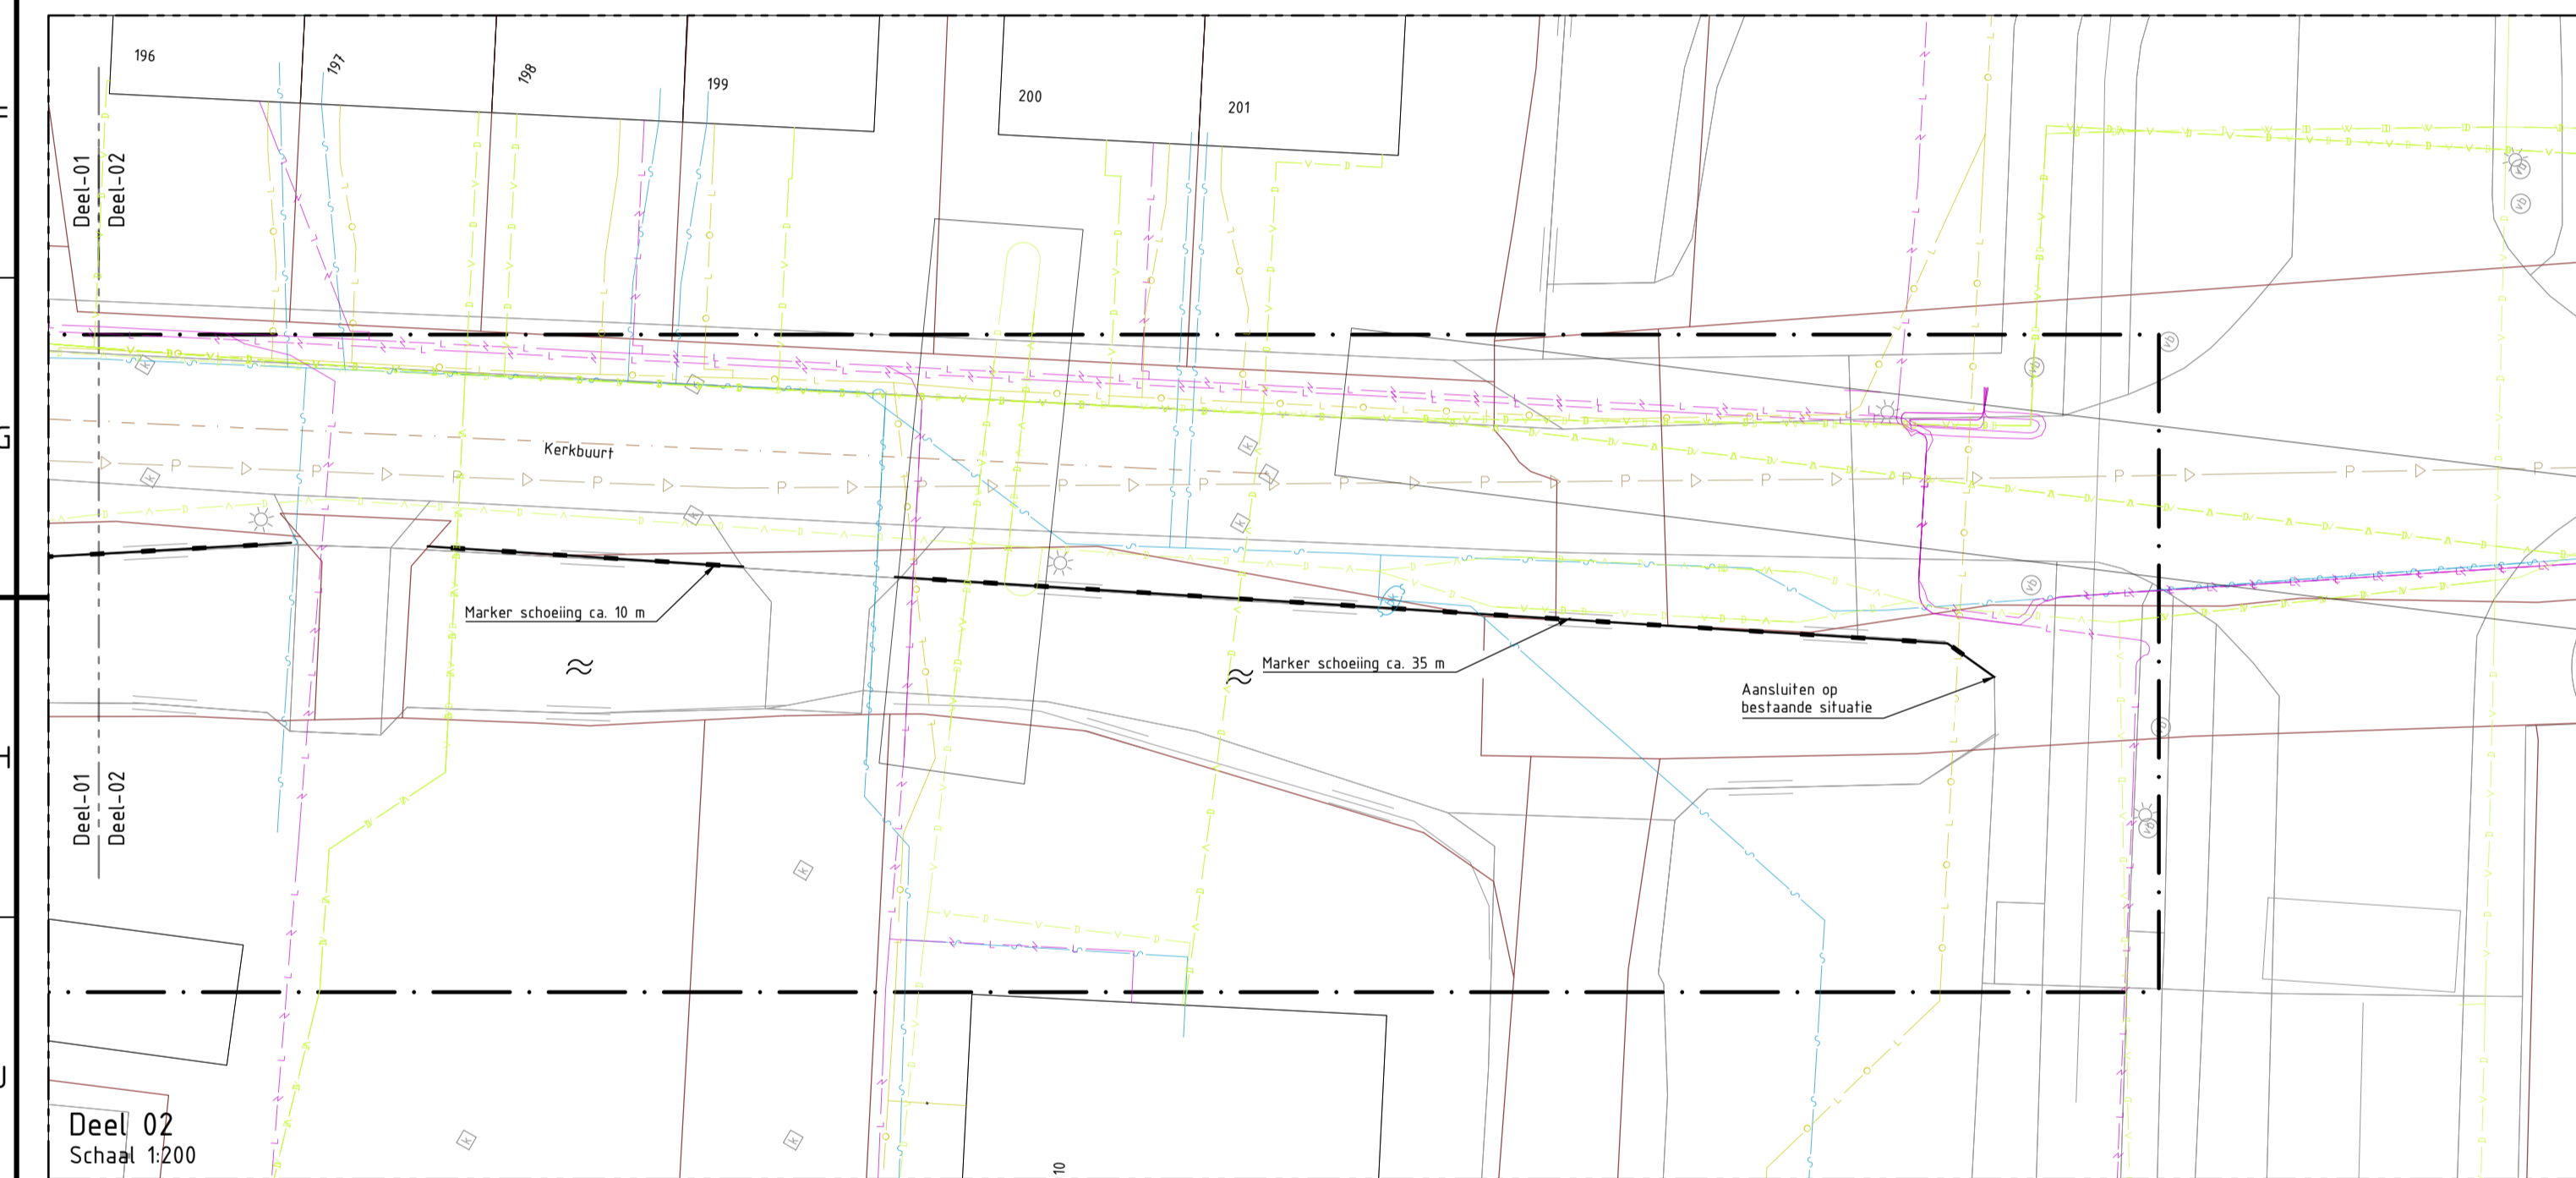 196
197
198
199
200
201
Deel-01
Deel-02
G
Kerkbuurt
Marker schoeiing ca. 10 m
Marker schoeiing ca. 35 m
Aansluiten op
bestaande situatie
H
Deel-01
Deel-02
J
Deel 02
Schaal 1:200
10